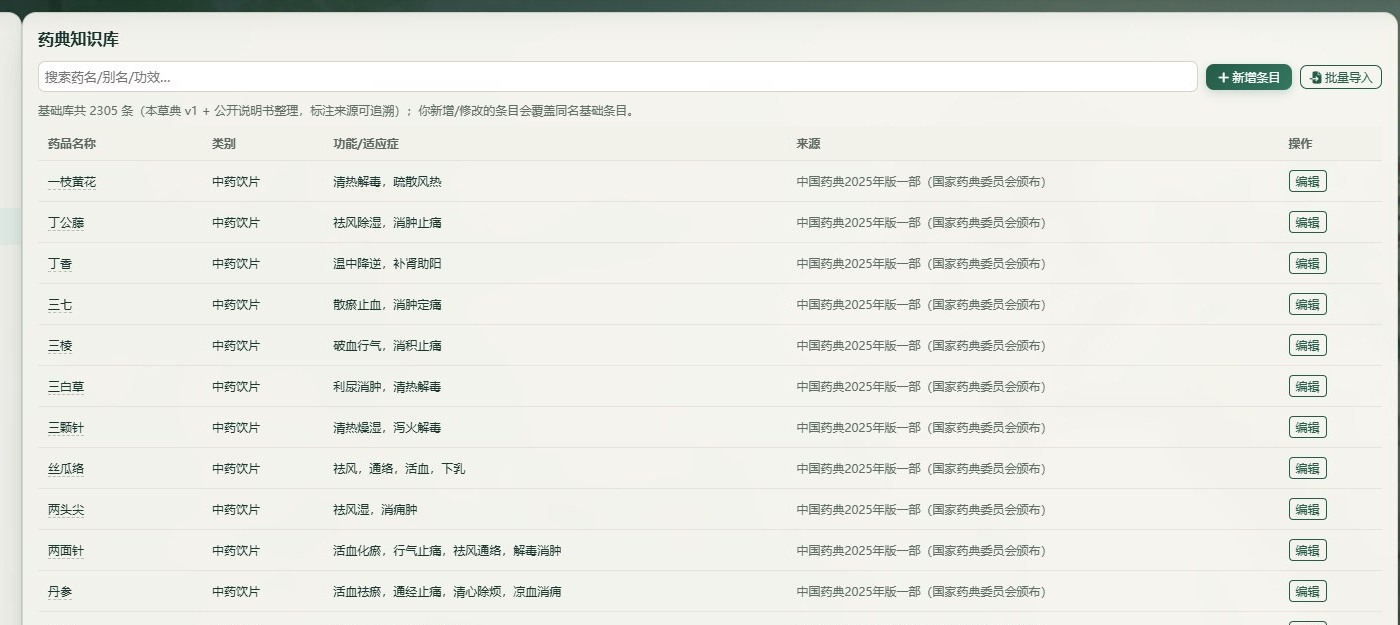 药典知识库
搜索药名/别名/功效...
新增条目
批量导入
基础库共 2305 条（本草典 v1 + 公开说明书整理，标注来源可追溯）；你新增/修改的条目会覆盖同名基础条目。
药品名称 类别 功能/适应症 来源 操作
一枝黄花 中药饮片 清热解毒，疏散风热 中国药典2025年版一部（国家药典委员会颁布） 编辑
丁公藤 中药饮片 祛风除湿，消肿止痛 中国药典2025年版一部（国家药典委员会颁布） 编辑
丁香 中药饮片 温中降逆，补肾助阳 中国药典2025年版一部（国家药典委员会颁布） 编辑
三七 中药饮片 散瘀止血，消肿定痛 中国药典2025年版一部（国家药典委员会颁布） 编辑
三棱 中药饮片 破血行气，消积止痛 中国药典2025年版一部（国家药典委员会颁布） 编辑
三白草 中药饮片 利尿消肿，清热解毒 中国药典2025年版一部（国家药典委员会颁布） 编辑
三颗针 中药饮片 清热燥湿，泻火解毒 中国药典2025年版一部（国家药典委员会颁布） 编辑
丝瓜络 中药饮片 祛风，通络，活血，下乳 中国药典2025年版一部（国家药典委员会颁布） 编辑
两头尖 中药饮片 祛风湿，消痈肿 中国药典2025年版一部（国家药典委员会颁布） 编辑
两面针 中药饮片 活血化瘀，行气止痛，祛风通络，解毒消肿 中国药典2025年版一部（国家药典委员会颁布） 编辑
丹参 中药饮片 活血祛瘀，通经止痛，清心除烦，凉血消痈 中国药典2025年版一部（国家药典委员会颁布） 编辑